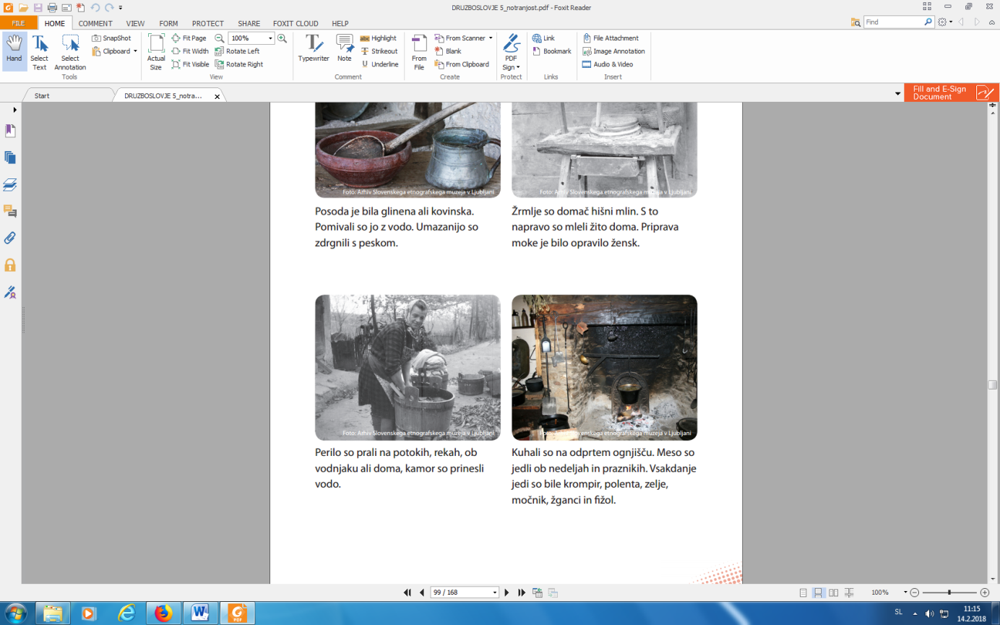 DRUZBOSLOVJE 5_notranjost.pdf - Foxit Reader
FILE HOME COMMENT VIEW FORM PROTECT SHARE FOXIT CLOUD HELP
Find
Hand
Select
Text
Select
Annotation
SnapShot
Clipboard
Tools
Actual
Size
Fit Page
Fit Width
Fit Visible
100%
Rotate Left
Rotate Right
View
Typewriter
Note
Highlight
Strikeout
Underline
Comment
From
File
From Scanner
Blank
From Clipboard
Create
PDF
Sign
Protect
Link
Bookmark
Links
File Attachment
Image Annotation
Audio & Video
Insert
Start
DRUZBOSLOVJE 5_notra...
Fill and E-Sign
Document
Foto: Arhiv Slovenskega etnografskega muzeja v Ljubljani
Posoda je bila glinena ali kovinska.
Pomivali so jo z vodo. Umazanijo so
zdrgnili s peskom.
Foto: Arhiv Slovenskega etnografskega muzeja v Ljubljani
Žrmlje so domač hišni mlin. S to
napravo so mleli žito doma. Priprava
moke je bilo opravilo žensk.
Foto: Arhiv Slovenskega etnografskega muzeja v Ljubljani
Perilo so prali na potokih, rekah, ob
vodnjaku ali doma, kamor so prinesli
vodo.
Foto: Arhiv Slovenskega etnografskega muzeja v Ljubljani
Kuhali so na odprtem ognjišču. Meso so
jedli ob nedeljah in praznikih. Vsakdanje
jedi so bile krompir, polenta, zelje,
močnik, žganci in fižol.
99 / 168
100%
SL
11:15
14.2.2018